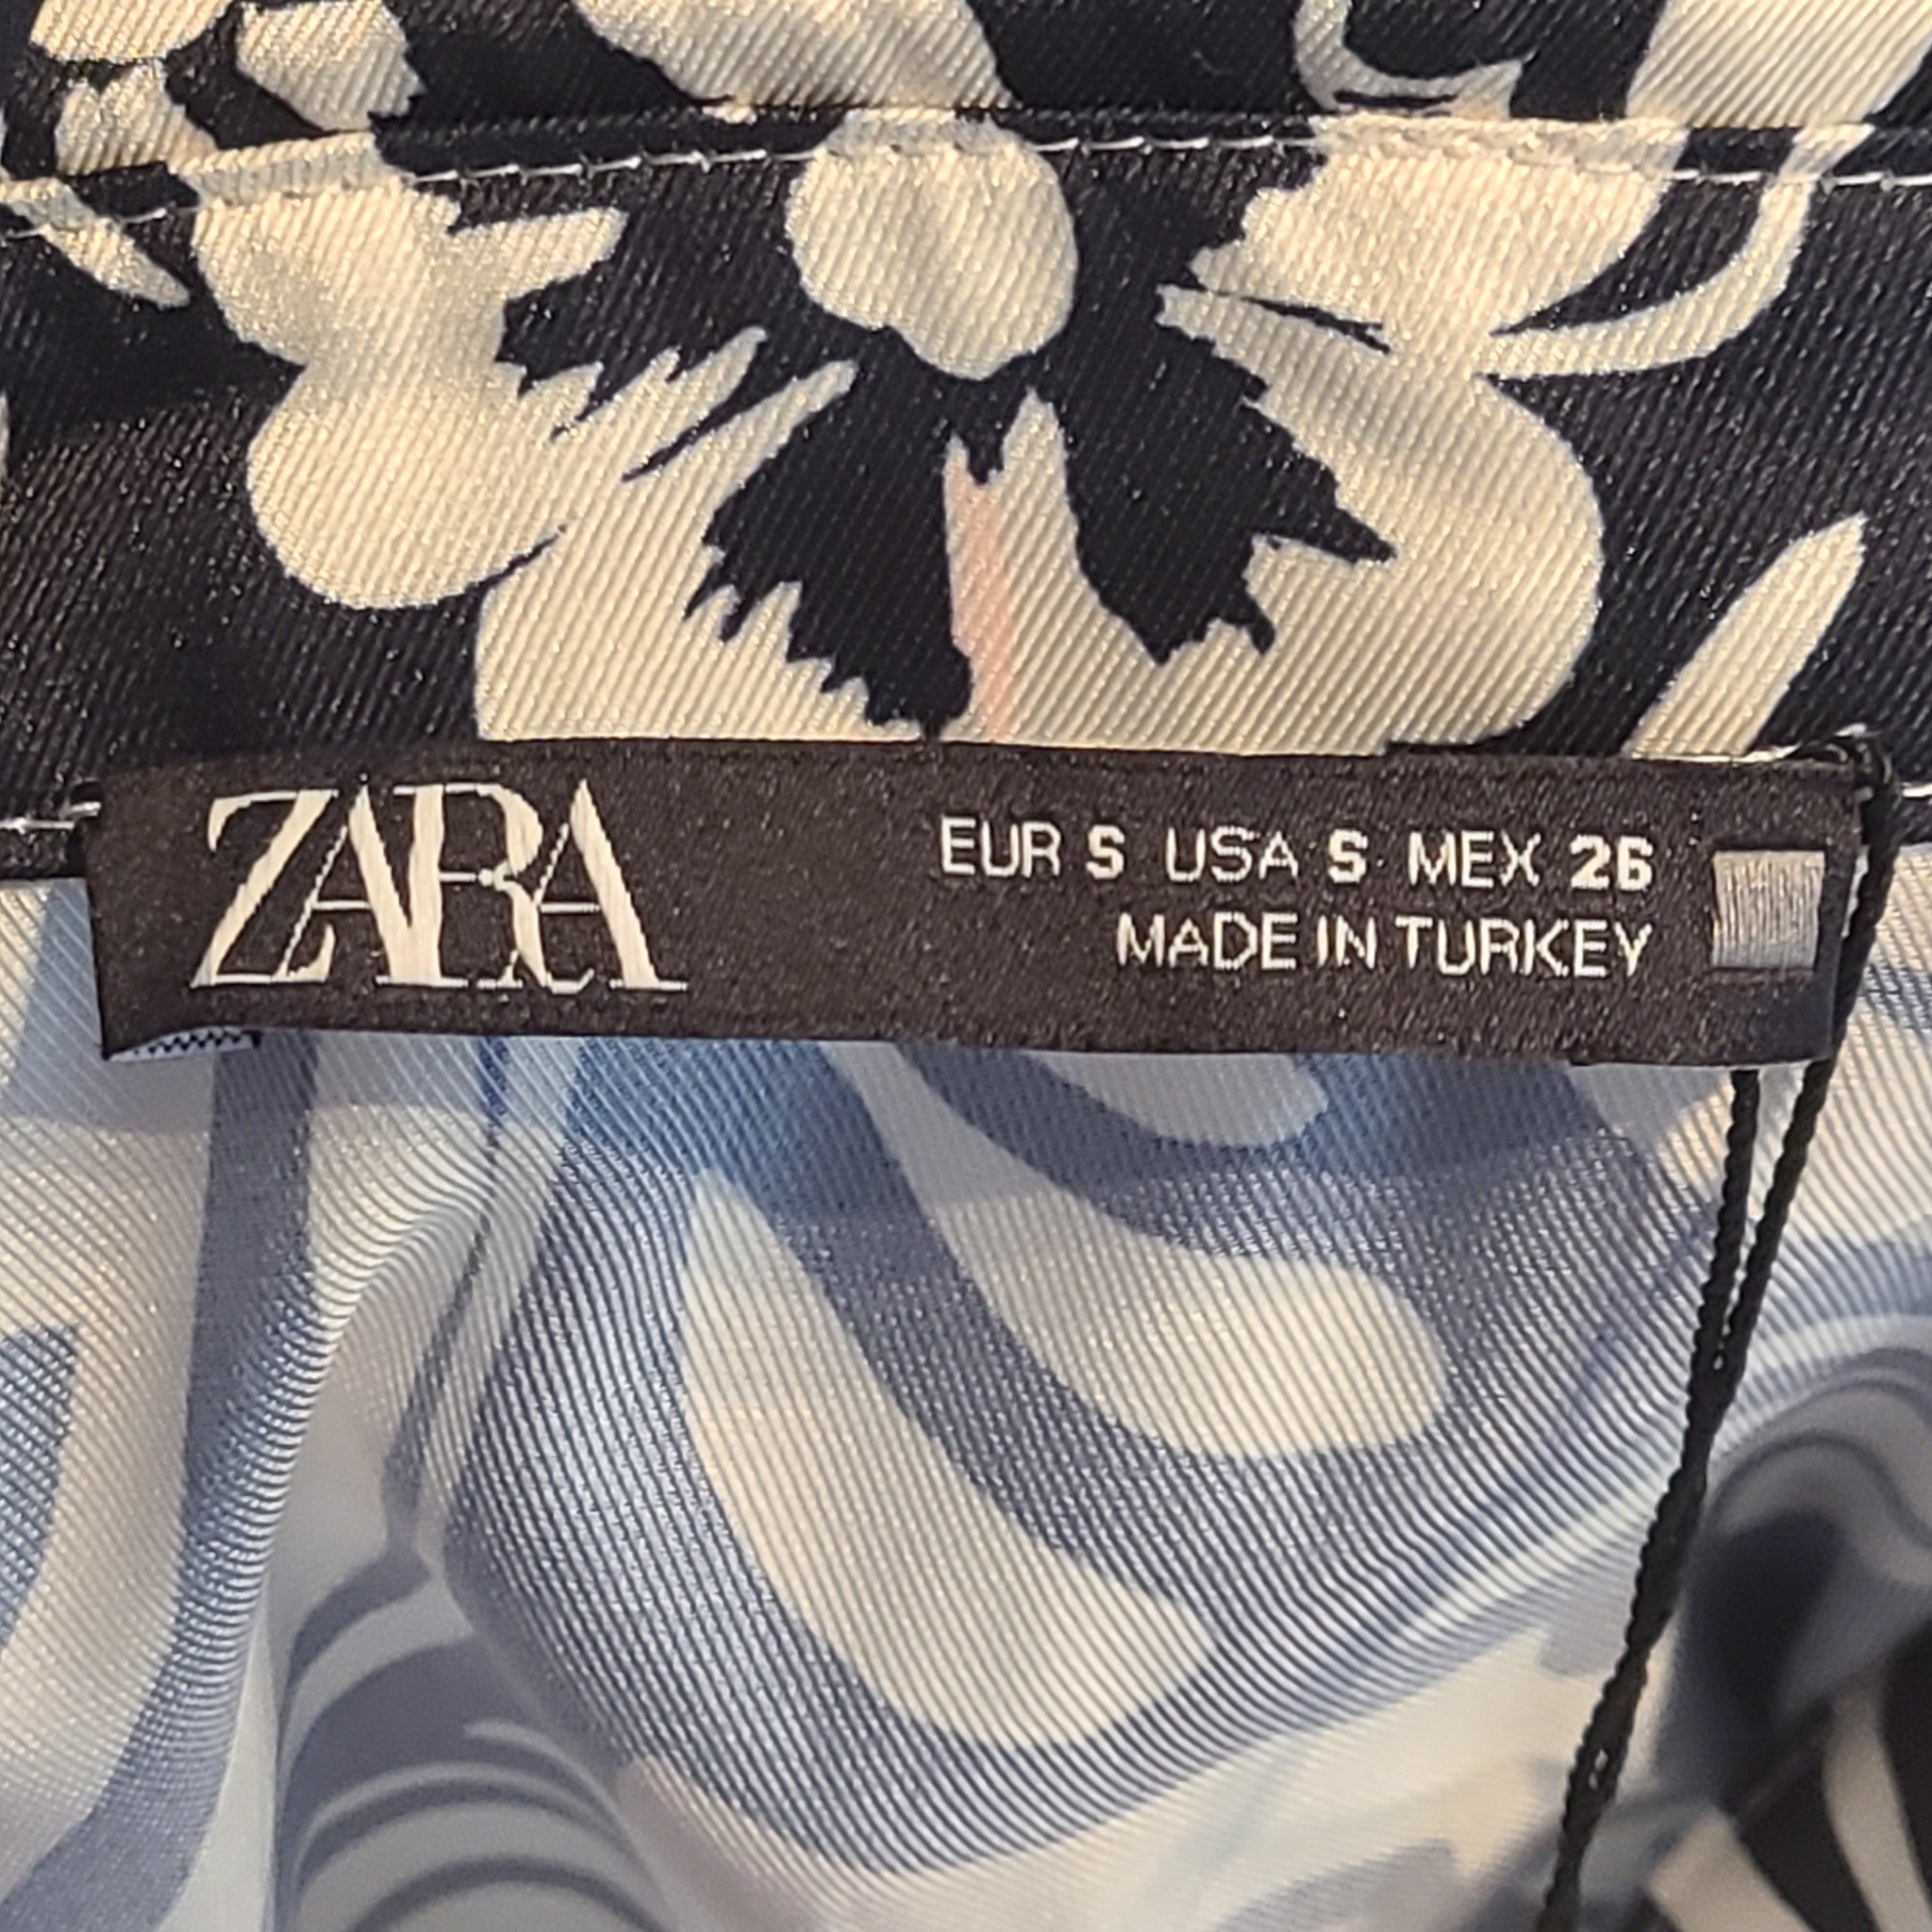 ZARA
EUR S USA S MEX 26
MADE IN TURKEY